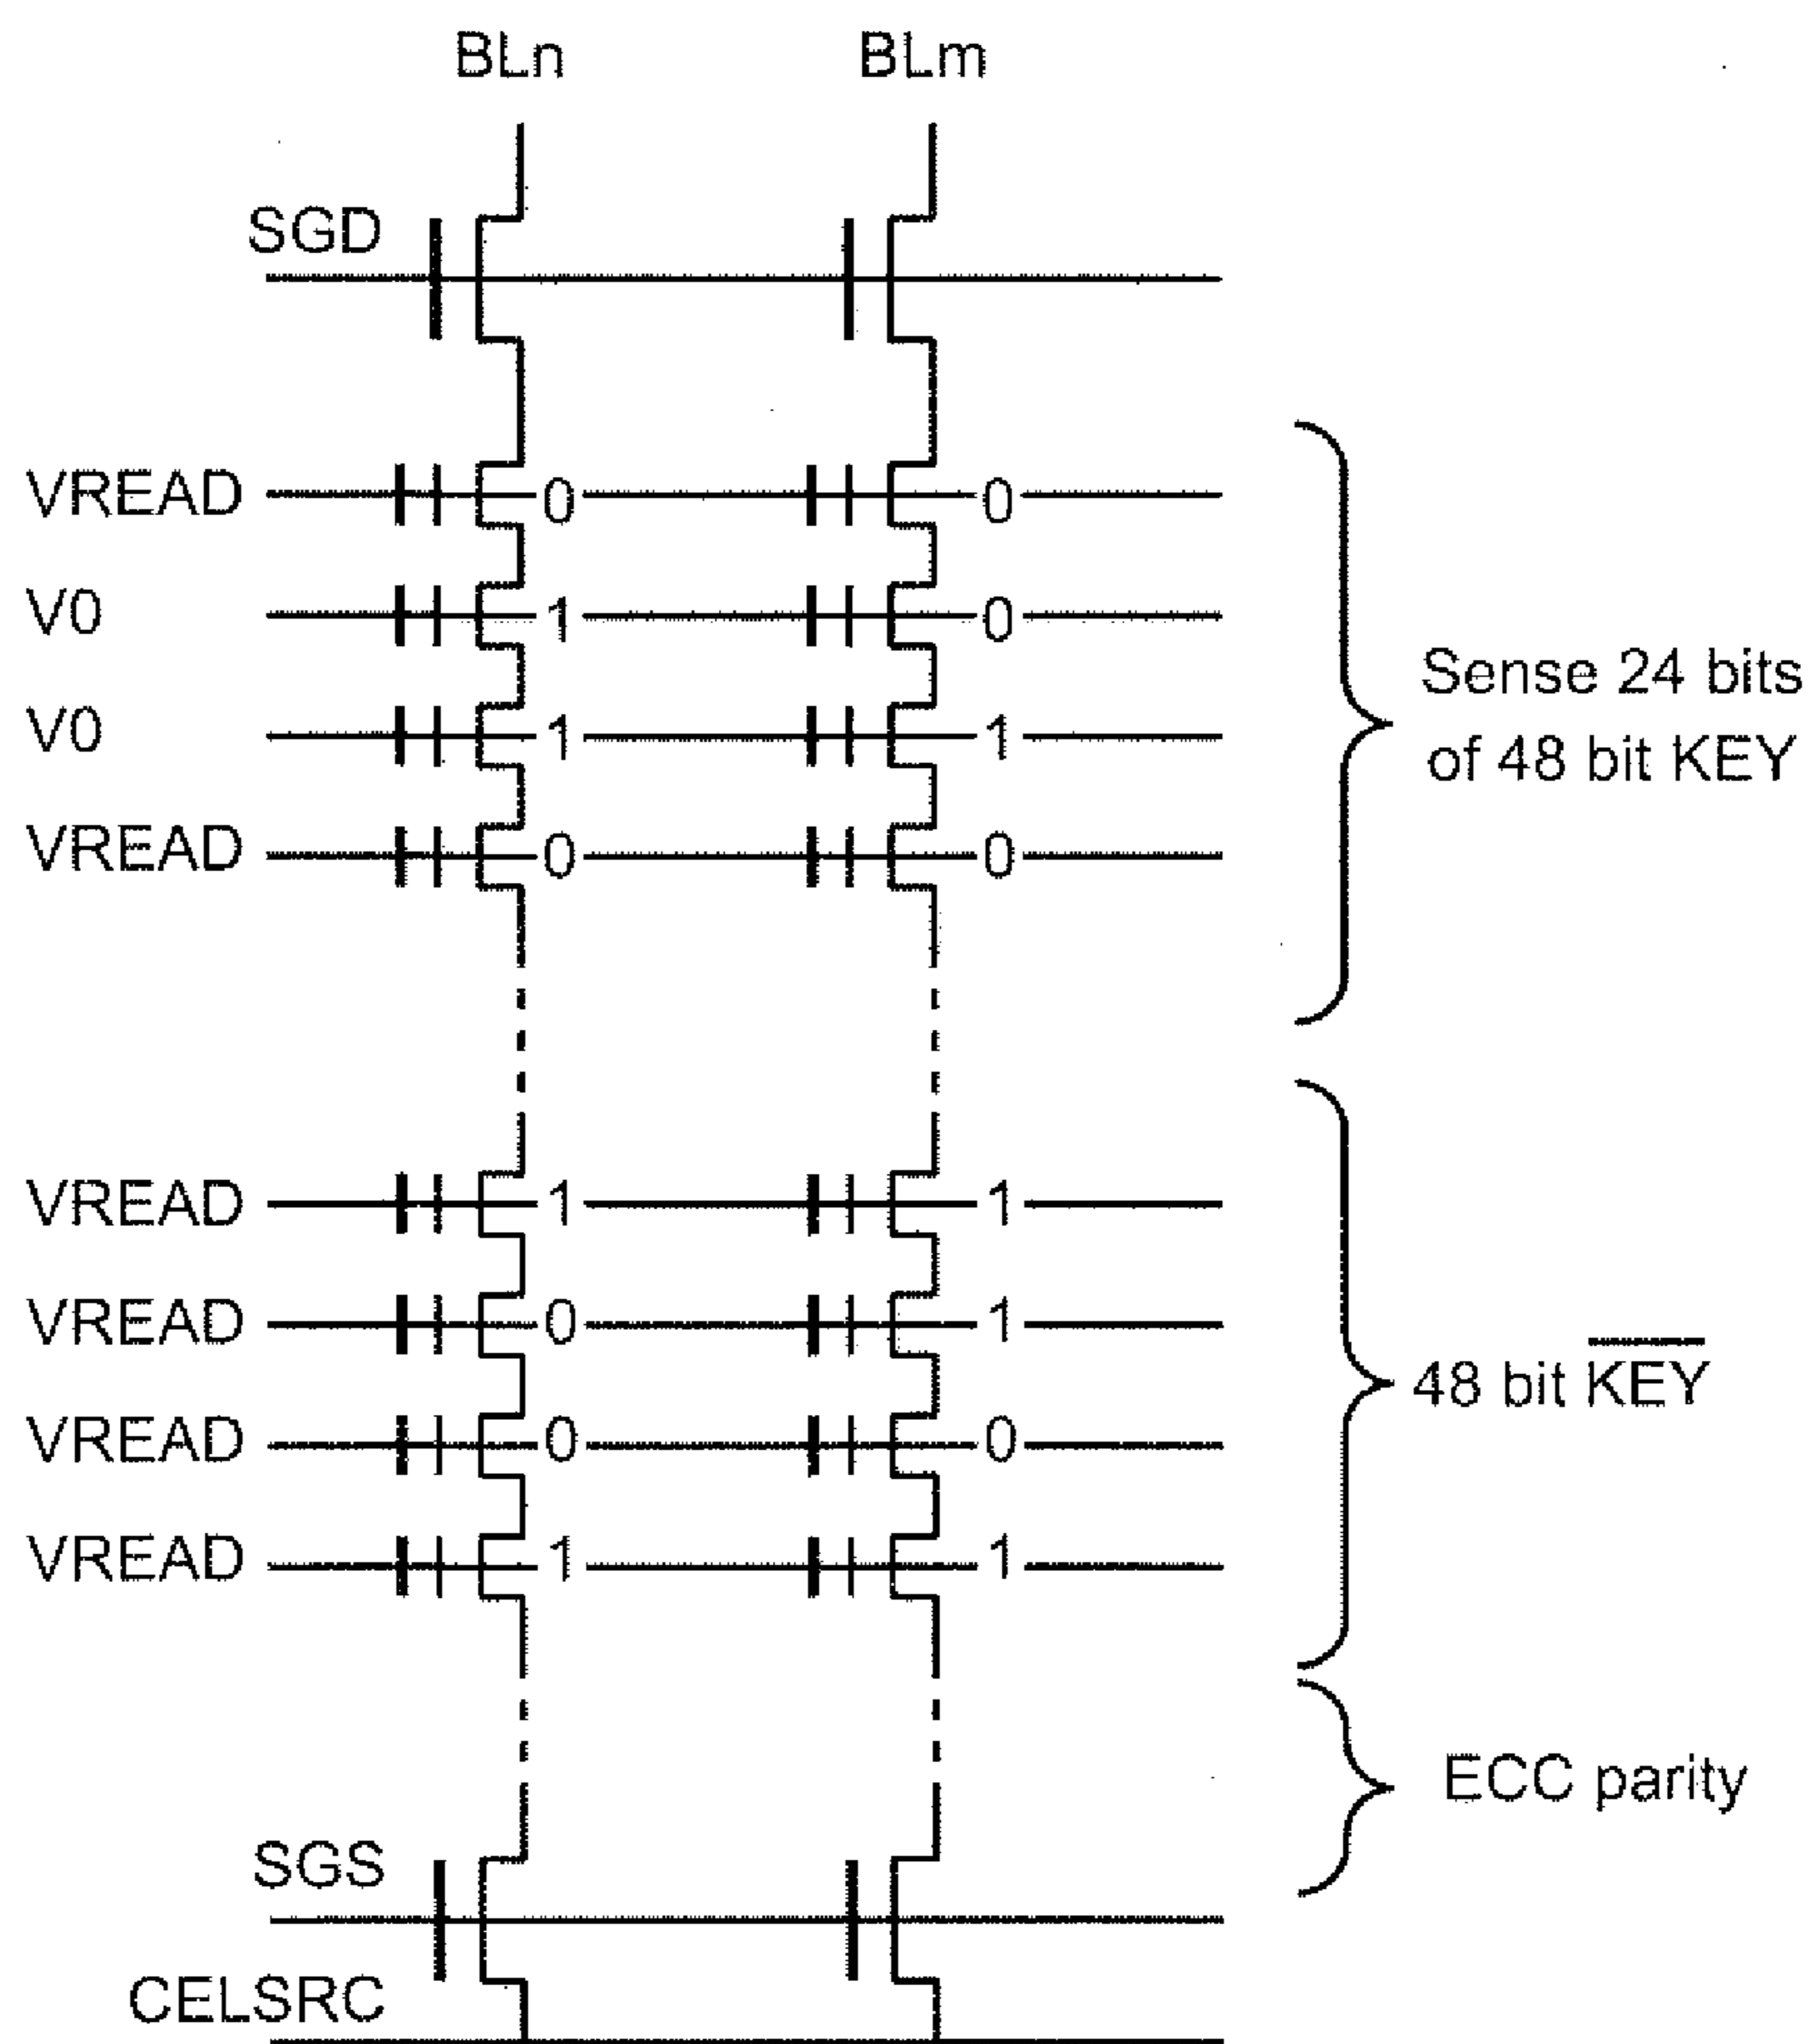 BLn BLm
SGD
VREAD 0 0
V0 1 0
V0 1 1
VREAD 0 0
Sense 24 bits
of 48 bit KEY
VREAD 1 1
VREAD 0 1
VREAD 0 0
VREAD 1 1
48 bit K̅E̅Y̅
ECC parity
SGS
CELSRC